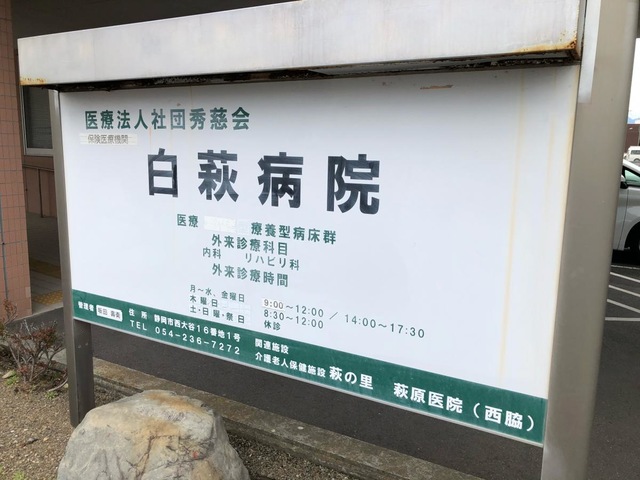 医療法人社団秀慈会
保険医療機関
白萩病院
医療 療養型病床群
外来診療科目
内科 リハビリ科
外来診療時間
月～水、金曜日 9:00～12:00 / 14:00～17:30
木曜日 8:30～12:00
土・日曜・祭日 休診
管理者 住所 静岡市西大谷16番地1号
TEL 054-236-7272
関連施設
介護老人保健施設 萩の里 萩原医院(西脇)